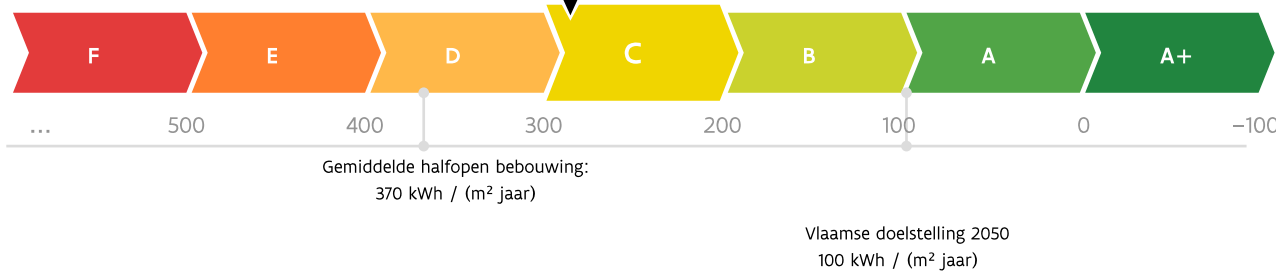 F E D C B A A+
... 500 400 300 200 100 0 −100
Gemiddelde halfopen bebouwing:
370 kWh / (m² jaar)
Vlaamse doelstelling 2050
100 kWh / (m² jaar)